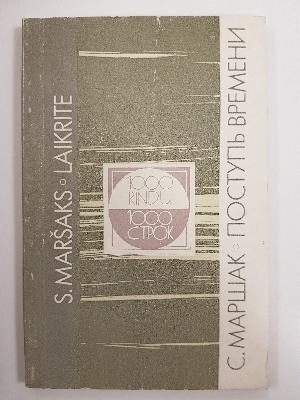 S. MARŠAKS • LAIKRITE
1000
RINDU
1000
СТРОК
С. МАРШАК • ПОСТУПЬ ВРЕМЕНИ